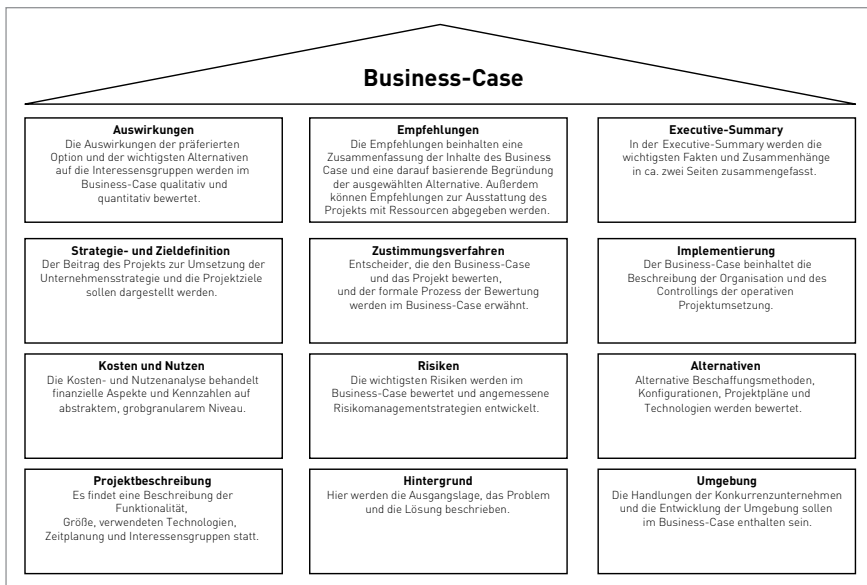 Business-Case
Auswirkungen
Die Auswirkungen der präferierten
Option und der wichtigsten Alternativen
auf die Interessensgruppen werden im
Business-Case qualitativ und
quantitativ bewertet.
Empfehlungen
Die Empfehlungen beinhalten eine
Zusammenfassung der Inhalte des Business-
Case und eine darauf basierende Begründung
der ausgewählten Alternative. Außerdem
können Empfehlungen zur Ausstattung des
Projekts mit Ressourcen abgegeben werden.
Executive-Summary
In der Executive-Summary werden die
wichtigsten Fakten und Zusammenhänge
in ca. zwei Seiten zusammengefasst.
Strategie- und Zieldefinition
Der Beitrag des Projekts zur Umsetzung der
Unternehmensstrategie und die Projektziele
sollen dargestellt werden.
Zustimmungsverfahren
Entscheider, die den Business-Case
und das Projekt bewerten,
und der formale Prozess der Bewertung
werden im Business-Case erwähnt.
Implementierung
Der Business-Case beinhaltet die
Beschreibung der Organisation und des
Controllings der operativen
Projektumsetzung.
Kosten und Nutzen
Die Kosten- und Nutzenanalyse behandelt
finanzielle Aspekte und Kennzahlen auf
abstraktem, grobgranularem Niveau.
Risiken
Die wichtigsten Risiken werden im
Business-Case bewertet und angemessene
Risikomanagementstrategien entwickelt.
Alternativen
Alternative Beschaffungsmethoden,
Konfigurationen, Projektpläne und
Technologien werden bewertet.
Projektbeschreibung
Es findet eine Beschreibung der
Funktionalität,
Größe, verwendeten Technologien,
Zeitplanung und Interessensgruppen statt.
Hintergrund
Hier werden die Ausgangslage, das Problem
und die Lösung beschrieben.
Umgebung
Die Handlungen der Konkurrenzunternehmen
und die Entwicklung der Umgebung sollen
im Business-Case enthalten sein.